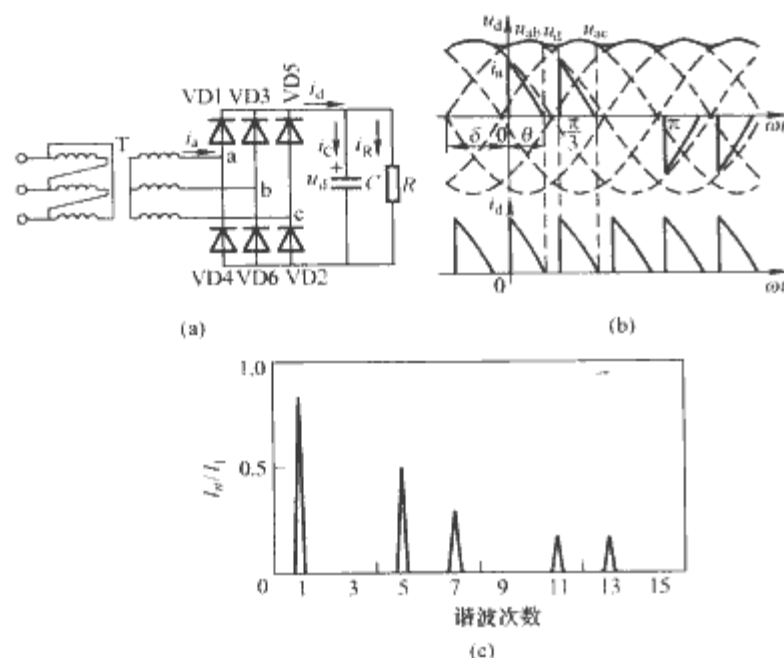 VD1 VD3 VD5
i_d
T
i_a
a
b
c
i_C
i_R
u_d
+
C
R
VD4 VD6 VD2
(a)
u_d u_ab u_d u_ac
i_a
δ 0 θ π/3 π ωt
i_d
0 ωt
(b)
I_n/I_1
1.0
0.5
0 1 3 5 7 9 11 13 15
谐波次数
(c)